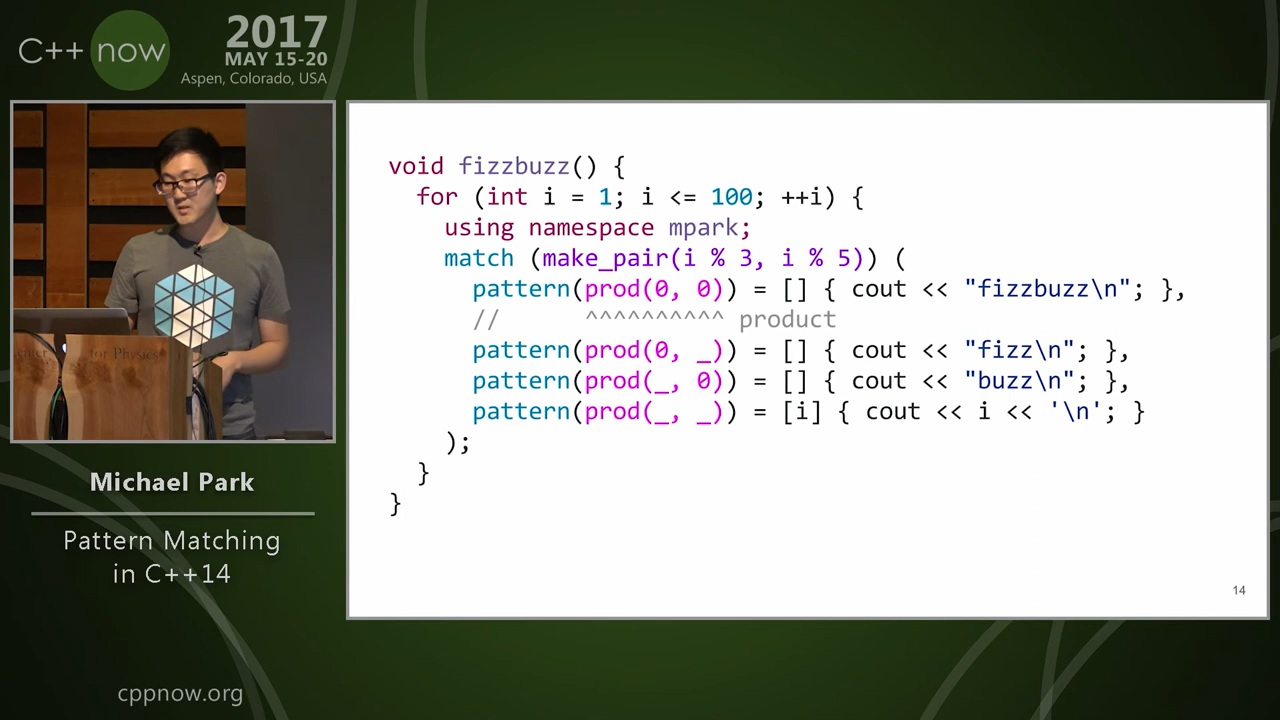 C++ now
2017
MAY 15-20
Aspen, Colorado, USA
for Physics
Michael Park
Pattern Matching
in C++14
cppnow.org
void fizzbuzz() {
for (int i = 1; i <= 100; ++i) {
using namespace mpark;
match (make_pair(i % 3, i % 5)) (
pattern(prod(0, 0)) = [] { cout << "fizzbuzz\n"; },
// ^^^^^^^^^^ product
pattern(prod(0, _)) = [] { cout << "fizz\n"; },
pattern(prod(_, 0)) = [] { cout << "buzz\n"; },
pattern(prod(_, _)) = [i] { cout << i << '\n'; }
);
}
}
14